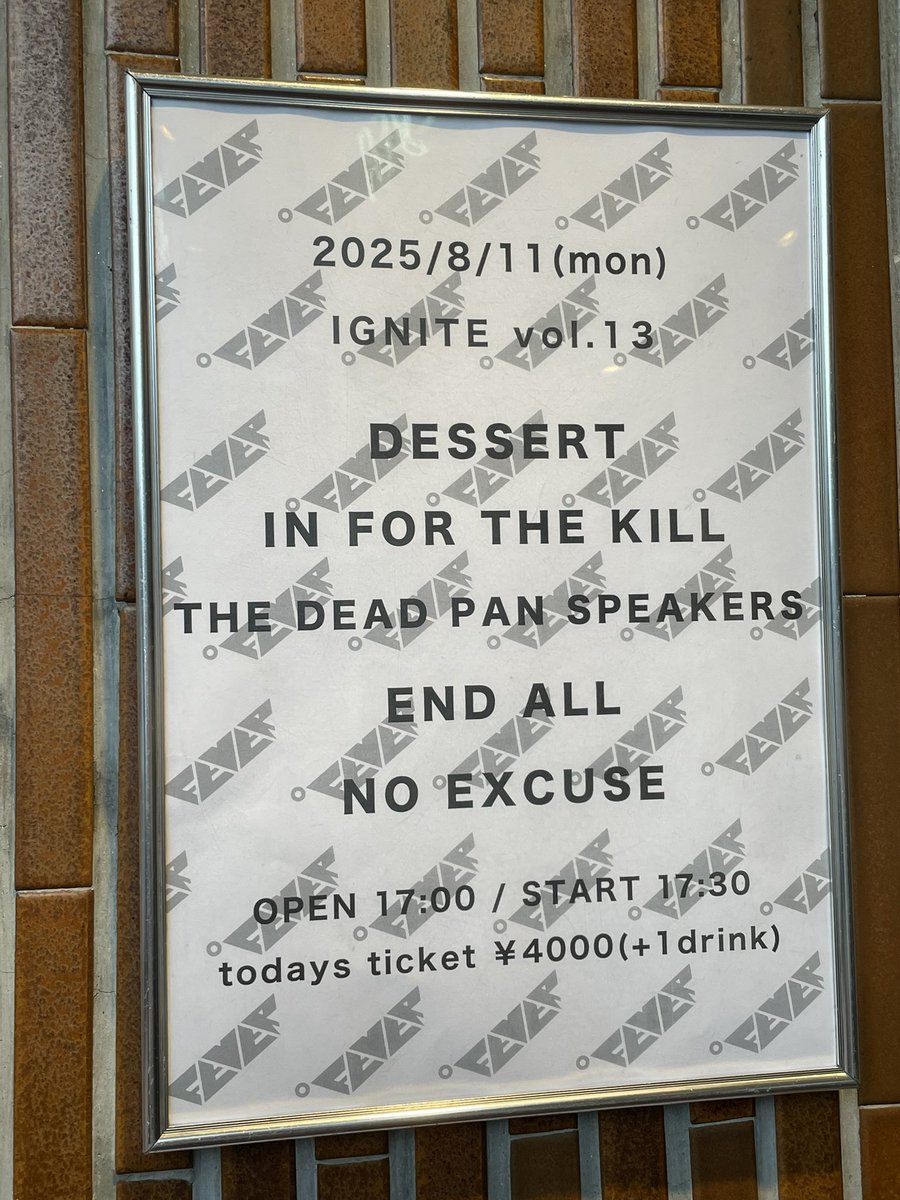 2025/8/11(mon)
IGNITE vol.13
DESSERT
IN FOR THE KILL
THE DEAD PAN SPEAKERS
END ALL
NO EXCUSE
OPEN 17:00 / START 17:30
todays ticket ¥4000(+1drink)
FEVER